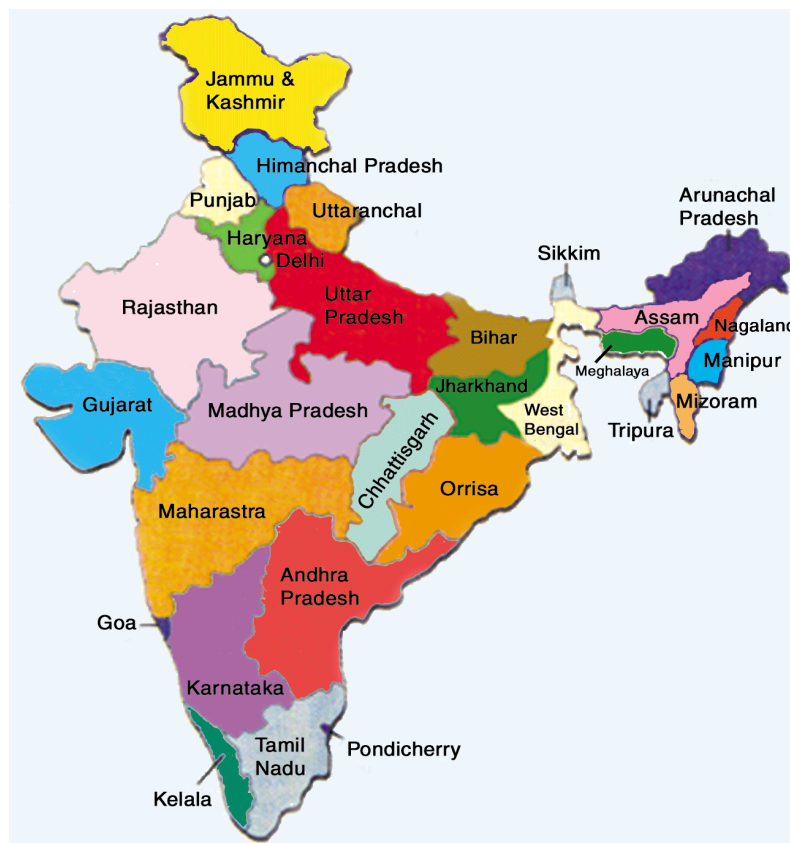 Jammu &
Kashmir
Himanchal Pradesh
Punjab
Uttaranchal
Arunachal
Pradesh
Haryana
Delhi
Sikkim
Rajasthan
Uttar
Pradesh
Assam
Nagaland
Bihar
Meghalaya
Manipur
Jharkhand
Gujarat
Madhya Pradesh
West
Bengal
Mizoram
Tripura
Chhattisgarh
Orrisa
Maharastra
Andhra
Pradesh
Goa
Karnataka
Tamil
Nadu
Pondicherry
Kelala